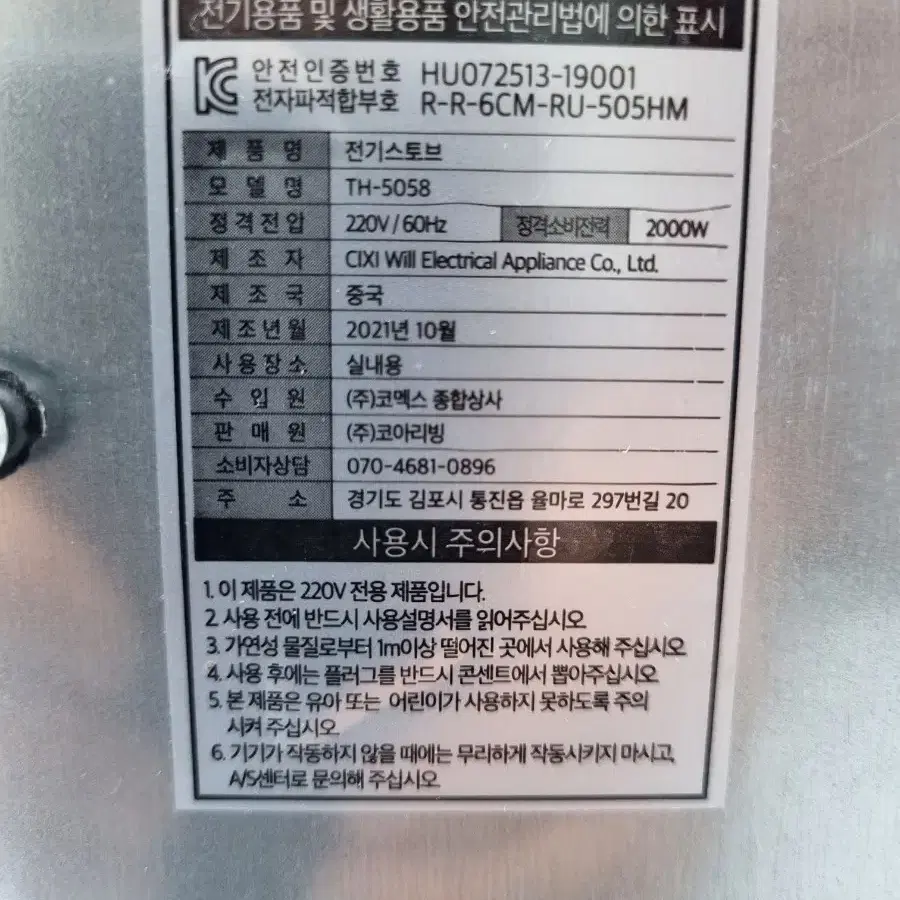 전기용품 및 생활용품 안전관리법에 의한 표시
안전인증번호 HU072513-19001
전자파적합부호 R-R-6CM-RU-505HM
제 품 명 전기스토브
모 델 명 TH-5058
정격전압 220V / 60Hz 정격소비전력 2000W
제 조 자 CIXI Will Electrical Appliance Co., Ltd.
제 조 국 중국
제조년월 2021년 10월
사용장소 실내용
수 입 원 (주)코멕스 종합상사
판 매 원 (주)코아리빙
소비자상담 070-4681-0896
주 소 경기도 김포시 통진읍 율마로 297번길 20
사용시 주의사항
1. 이 제품은 220V 전용 제품입니다.
2. 사용 전에 반드시 사용설명서를 읽어주십시오.
3. 가연성 물질로부터 1m이상 떨어진 곳에서 사용해 주십시오.
4. 사용 후에는 플러그를 반드시 콘센트에서 뽑아주십시오.
5. 본 제품은 유아 또는 어린이가 사용하지 못하도록 주의
시켜 주십시오.
6. 기기가 작동하지 않을 때에는 무리하게 작동시키지 마시고,
A/S센터로 문의해 주십시오.